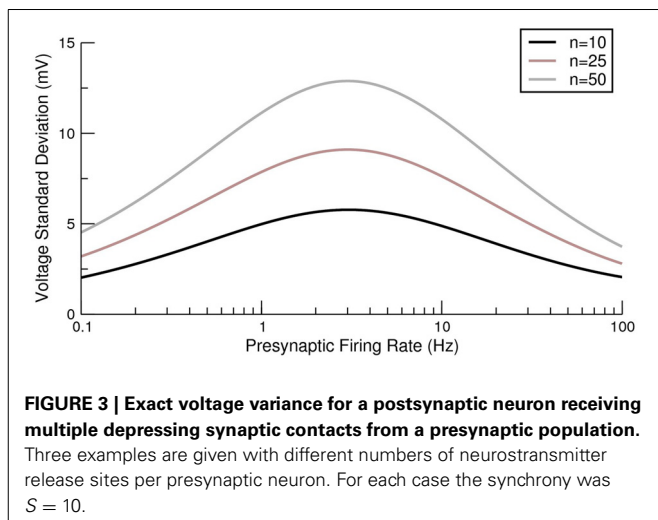 15
10
5
0
Voltage Standard Deviation (mV)
n=10
n=25
n=50
0.1
1
10
100
Presynaptic Firing Rate (Hz)
FIGURE 3 | Exact voltage variance for a postsynaptic neuron receiving
multiple depressing synaptic contacts from a presynaptic population.
Three examples are given with different numbers of neurostransmitter
release sites per presynaptic neuron. For each case the synchrony was
S = 10.